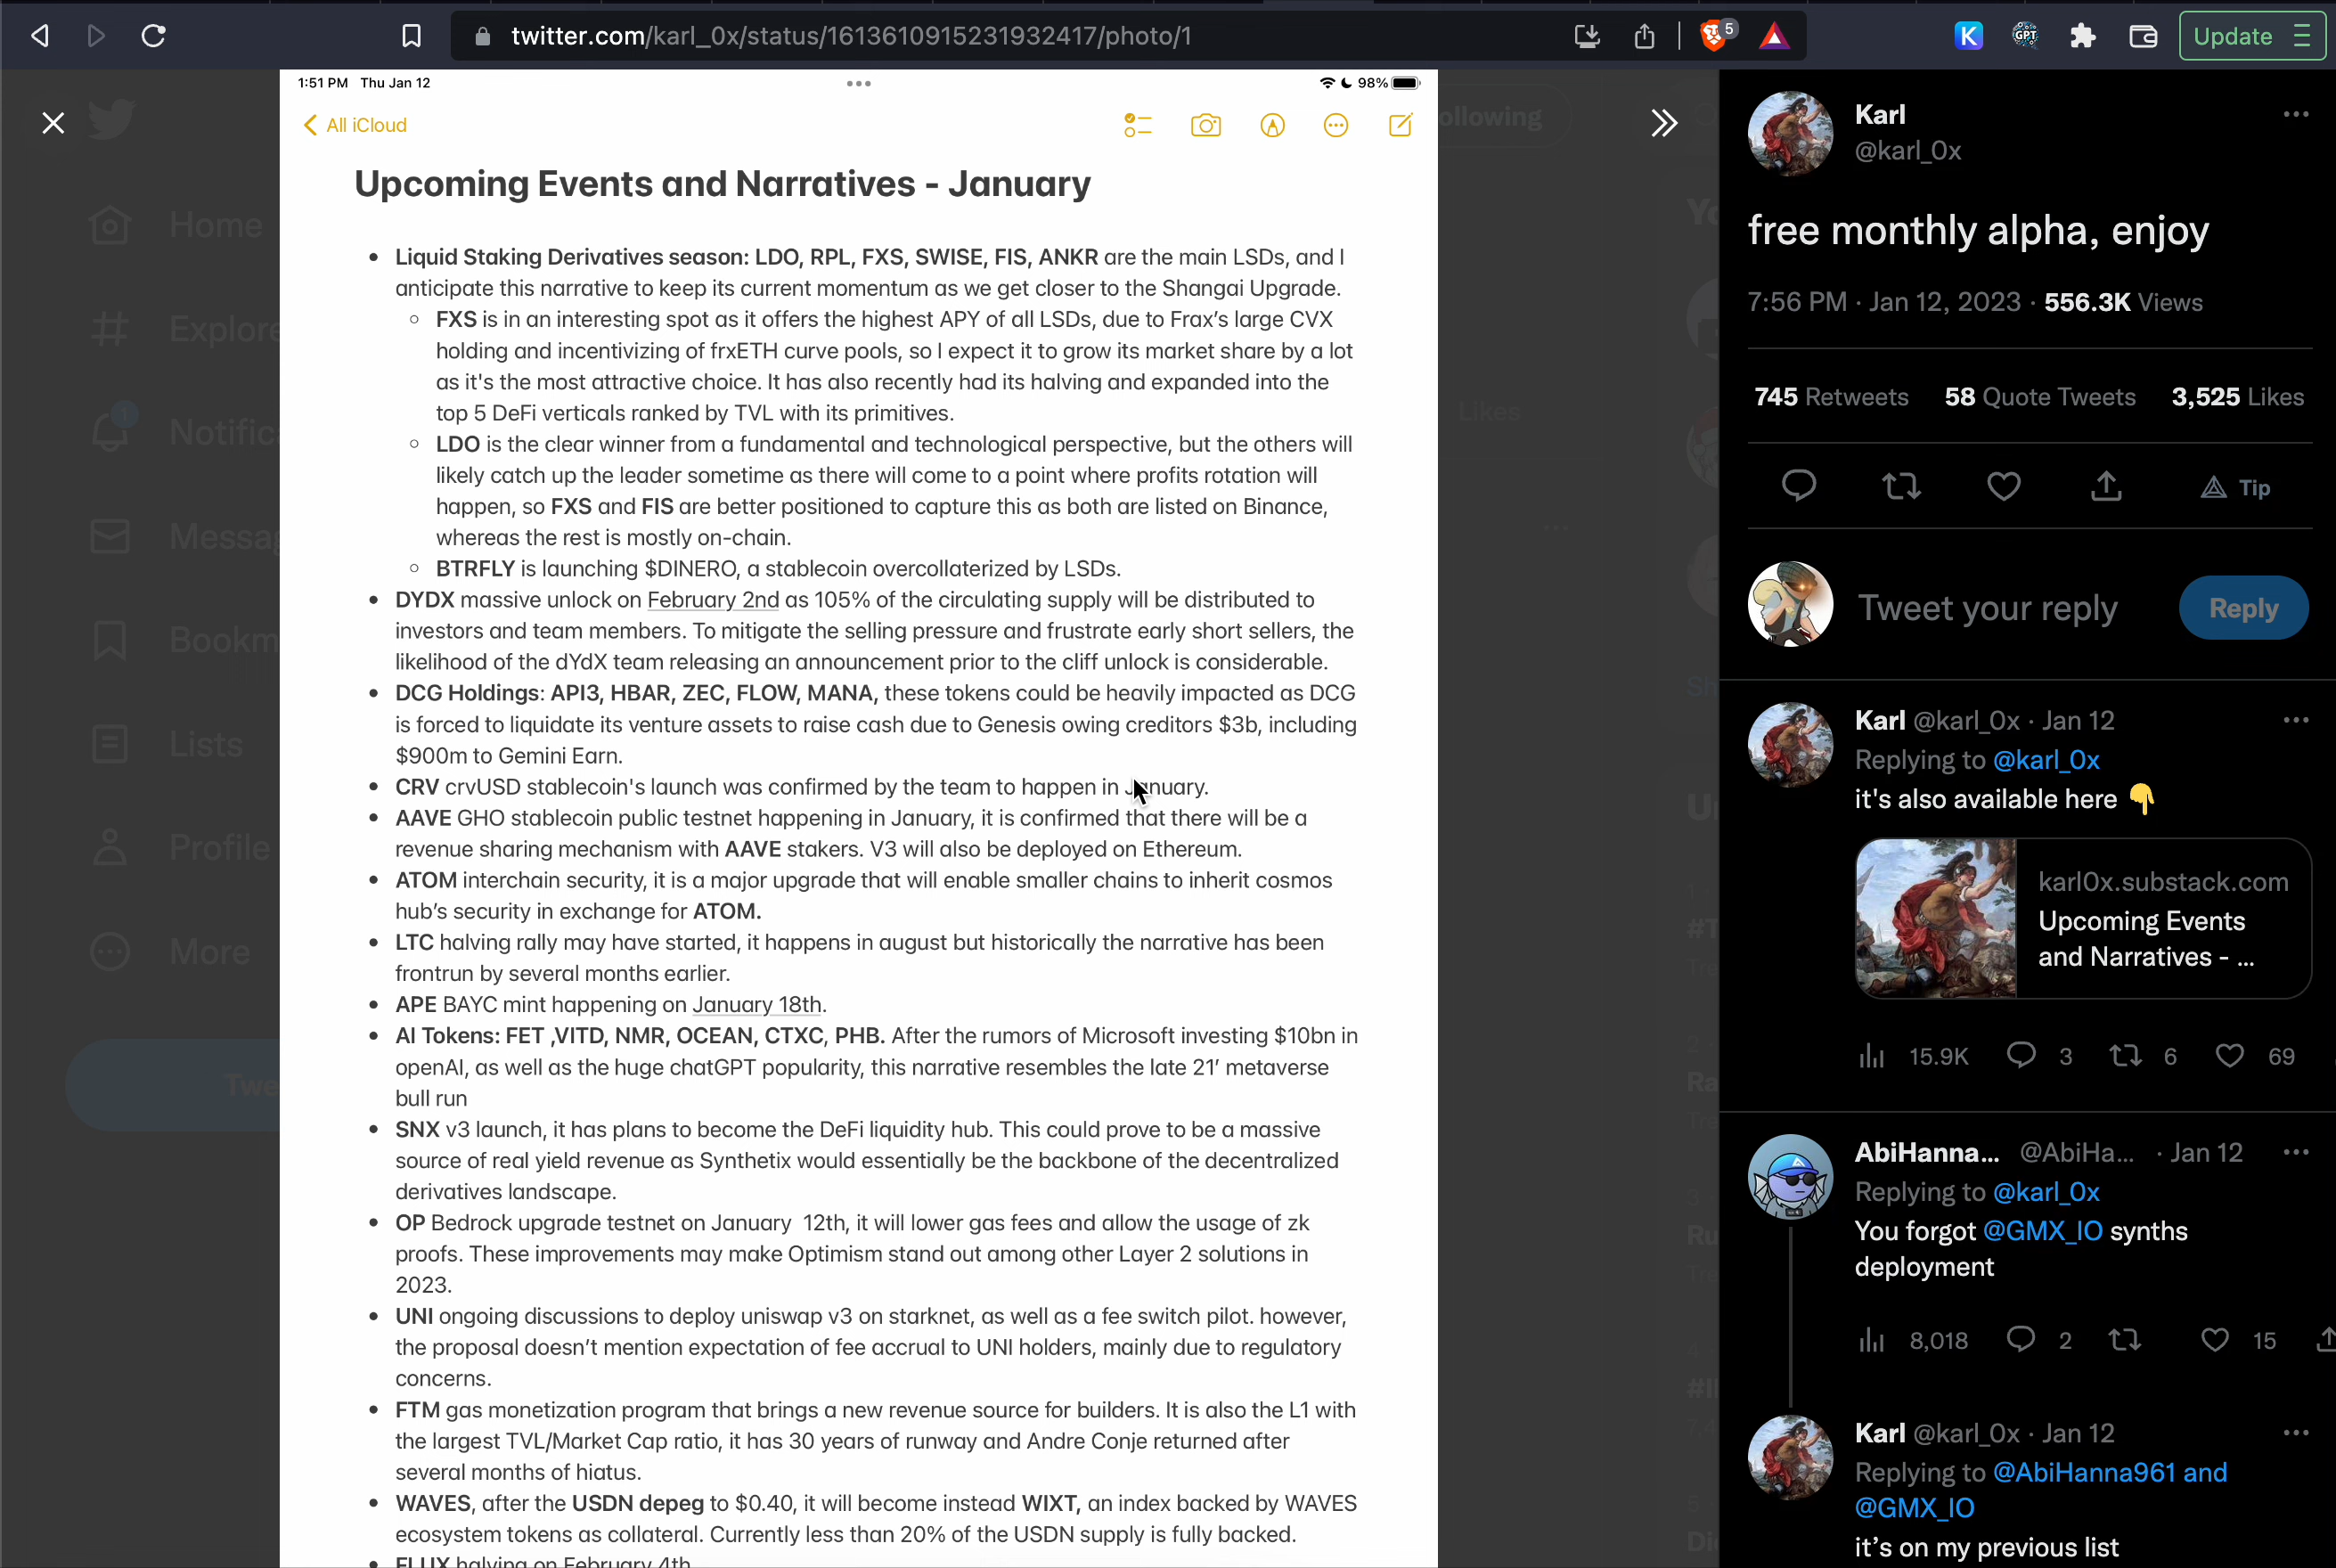 twitter.com/karl_0x/status/1613610915231932417/photo/1
5
GPT
K
Update
1:51 PM Thu Jan 12
98%
All iCloud
Upcoming Events and Narratives - January
• Liquid Staking Derivatives season: LDO, RPL, FXS, SWISE, FIS, ANKR are the main LSDs, and I
anticipate this narrative to keep its current momentum as we get closer to the Shangai Upgrade.
◦ FXS is in an interesting spot as it offers the highest APY of all LSDs, due to Frax's large CVX
holding and incentivizing of frxETH curve pools, so I expect it to grow its market share by a lot
as it's the most attractive choice. It has also recently had its halving and expanded into the
top 5 DeFi verticals ranked by TVL with its primitives.
◦ LDO is the clear winner from a fundamental and technological perspective, but the others will
likely catch up the leader sometime as there will come to a point where profits rotation will
happen, so FXS and FIS are better positioned to capture this as both are listed on Binance,
whereas the rest is mostly on-chain.
◦ BTRFLY is launching $DINERO, a stablecoin overcollaterized by LSDs.
• DYDX massive unlock on February 2nd as 105% of the circulating supply will be distributed to
investors and team members. To mitigate the selling pressure and frustrate early short sellers, the
likelihood of the dYdX team releasing an announcement prior to the cliff unlock is considerable.
• DCG Holdings: API3, HBAR, ZEC, FLOW, MANA, these tokens could be heavily impacted as DCG
is forced to liquidate its venture assets to raise cash due to Genesis owing creditors $3b, including
$900m to Gemini Earn.
• CRV crvUSD stablecoin's launch was confirmed by the team to happen in January.
• AAVE GHO stablecoin public testnet happening in January, it is confirmed that there will be a
revenue sharing mechanism with AAVE stakers. V3 will also be deployed on Ethereum.
• ATOM interchain security, it is a major upgrade that will enable smaller chains to inherit cosmos
hub's security in exchange for ATOM.
• LTC halving rally may have started, it happens in august but historically the narrative has been
frontrun by several months earlier.
• APE BAYC mint happening on January 18th.
• AI Tokens: FET ,VITD, NMR, OCEAN, CTXC, PHB. After the rumors of Microsoft investing $10bn in
openAI, as well as the huge chatGPT popularity, this narrative resembles the late 21' metaverse
bull run
• SNX v3 launch, it has plans to become the DeFi liquidity hub. This could prove to be a massive
source of real yield revenue as Synthetix would essentially be the backbone of the decentralized
derivatives landscape.
• OP Bedrock upgrade testnet on January 12th, it will lower gas fees and allow the usage of zk
proofs. These improvements may make Optimism stand out among other Layer 2 solutions in
2023.
• UNI ongoing discussions to deploy uniswap v3 on starknet, as well as a fee switch pilot. however,
the proposal doesn't mention expectation of fee accrual to UNI holders, mainly due to regulatory
concerns.
• FTM gas monetization program that brings a new revenue source for builders. It is also the L1 with
the largest TVL/Market Cap ratio, it has 30 years of runway and Andre Conje returned after
several months of hiatus.
• WAVES, after the USDN depeg to $0.40, it will become instead WIXT, an index backed by WAVES
ecosystem tokens as collateral. Currently less than 20% of the USDN supply is fully backed.
• FLUX halving on February 4th
Home
Explore
1
Notific
Messag
Bookm
Lists
Profile
More
Twe
ollowing
Likes
Karl
@karl_0x
free monthly alpha, enjoy
7:56 PM · Jan 12, 2023 · 556.3K Views
745 Retweets 58 Quote Tweets 3,525 Likes
Tip
Tweet your reply
Reply
Karl @karl_0x · Jan 12
Replying to @karl_0x
it's also available here 👇
karl0x.substack.com
Upcoming Events
and Narratives - ...
15.9K 3 6 69
AbiHanna... @AbiHa... · Jan 12
Replying to @karl_0x
You forgot @GMX_IO synths
deployment
8,018 2 15
Karl @karl_0x · Jan 12
Replying to @AbiHanna961 and
@GMX_IO
it's on my previous list